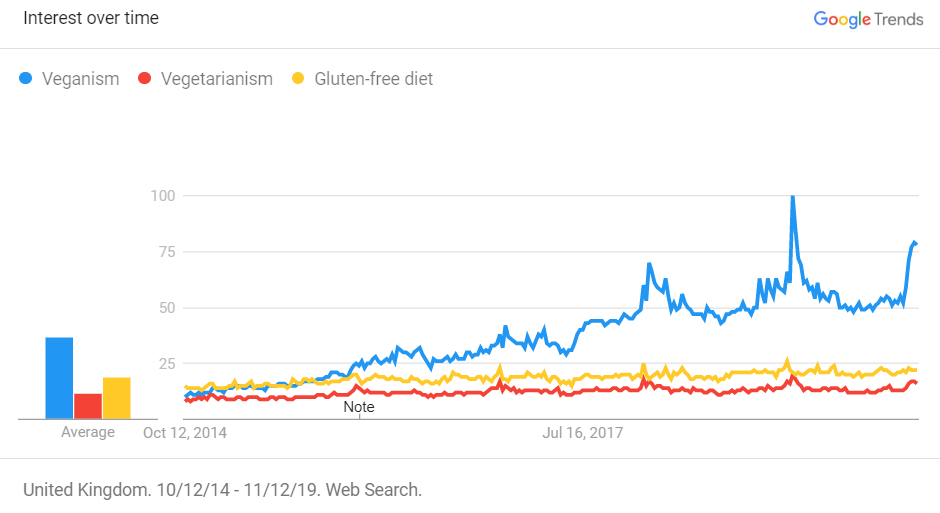 Interest over time
Google Trends
Veganism Vegetarianism Gluten-free diet
100
75
50
25
Note
Average
Oct 12, 2014
Jul 16, 2017
United Kingdom. 10/12/14 - 11/12/19. Web Search.